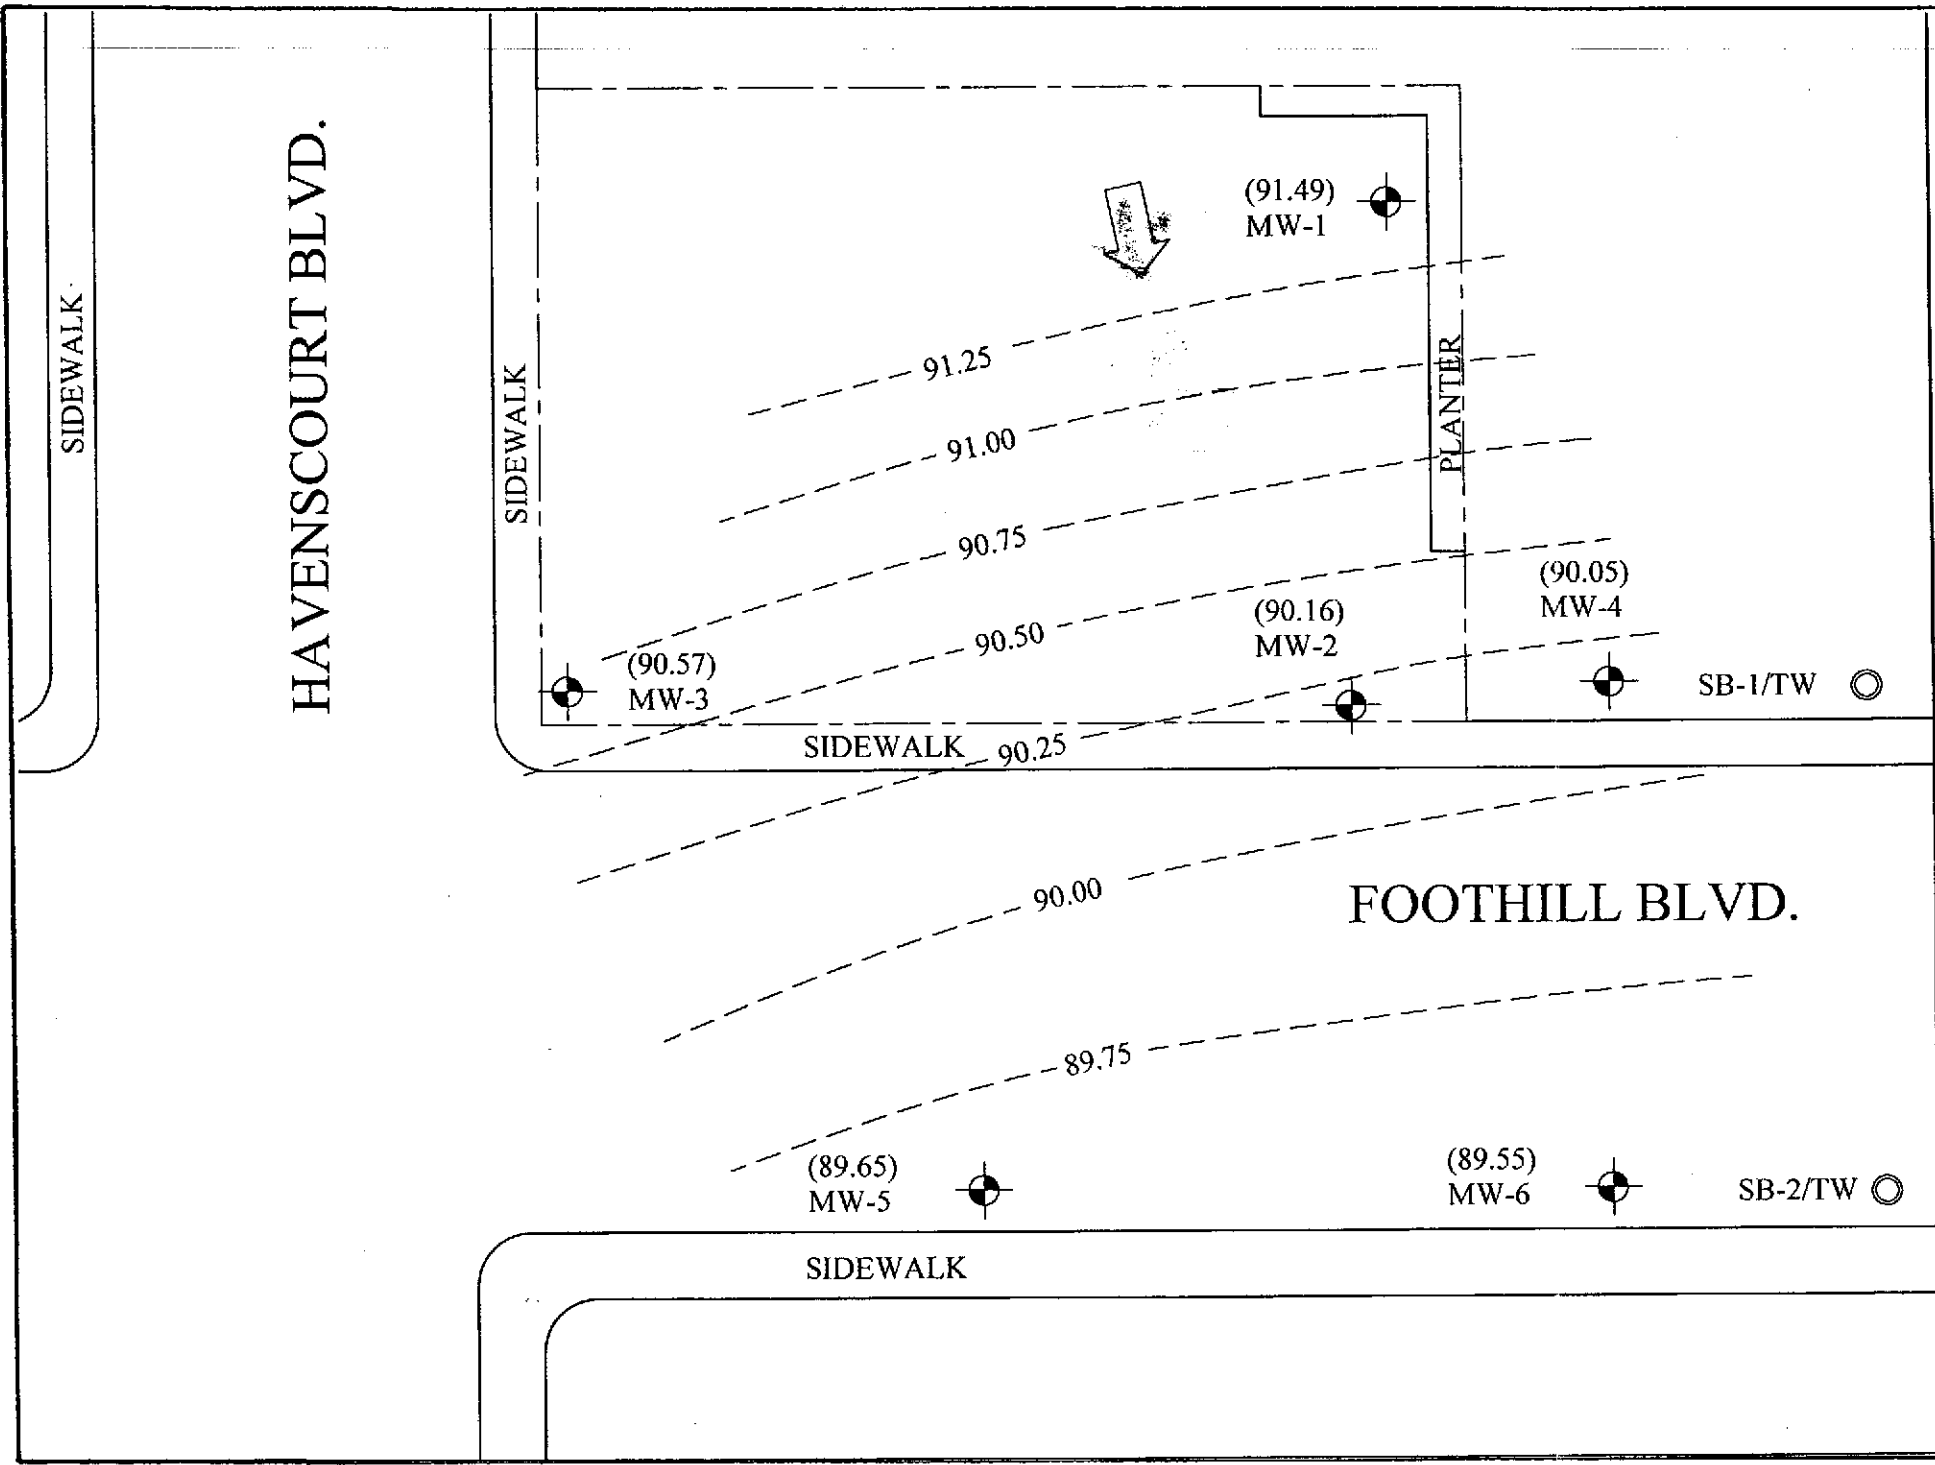 HAVENSCOURT BLVD.
SIDEWALK
SIDEWALK
(91.49)
MW-1
91.25
PLANTER
91.00
90.75
(90.05)
MW-4
(90.16)
MW-2
90.50
(90.57)
MW-3
SB-1/TW
SIDEWALK
90.25
90.00
FOOTHILL BLVD.
89.75
(89.65)
MW-5
(89.55)
MW-6
SB-2/TW
SIDEWALK